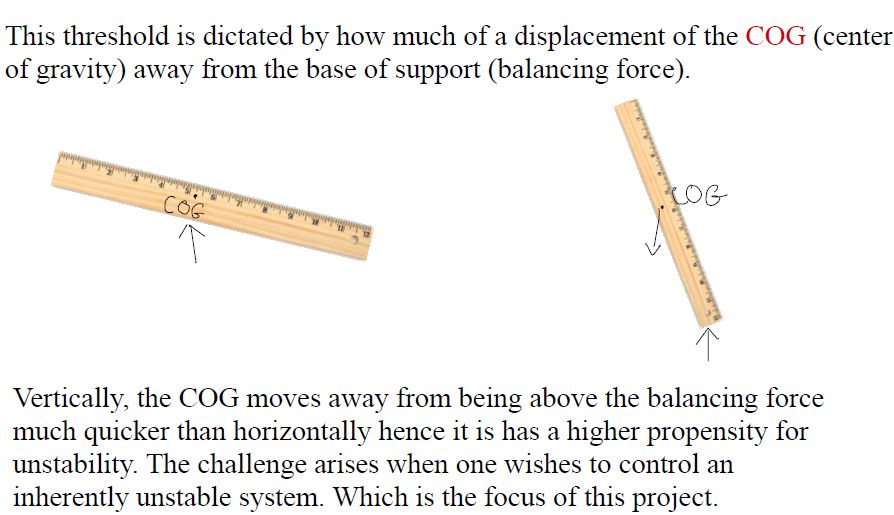 This threshold is dictated by how much of a displacement of the COG (center
of gravity) away from the base of support (balancing force).
COG
COG
Vertically, the COG moves away from being above the balancing force
much quicker than horizontally hence it is has a higher propensity for
unstability. The challenge arises when one wishes to control an
inherently unstable system. Which is the focus of this project.